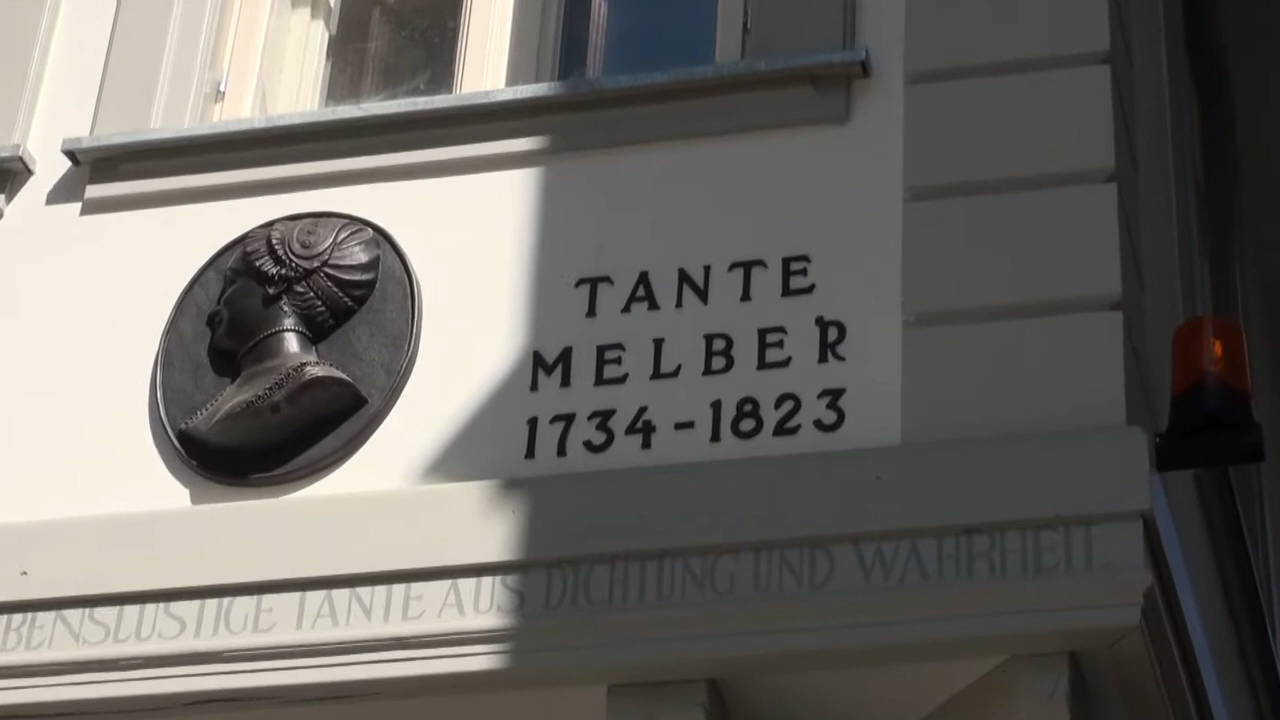 TANTE
MELBER
1734-1823
BENSLUSTIGE TANTE AUS DICHTUNG UND WAHRHEIT.